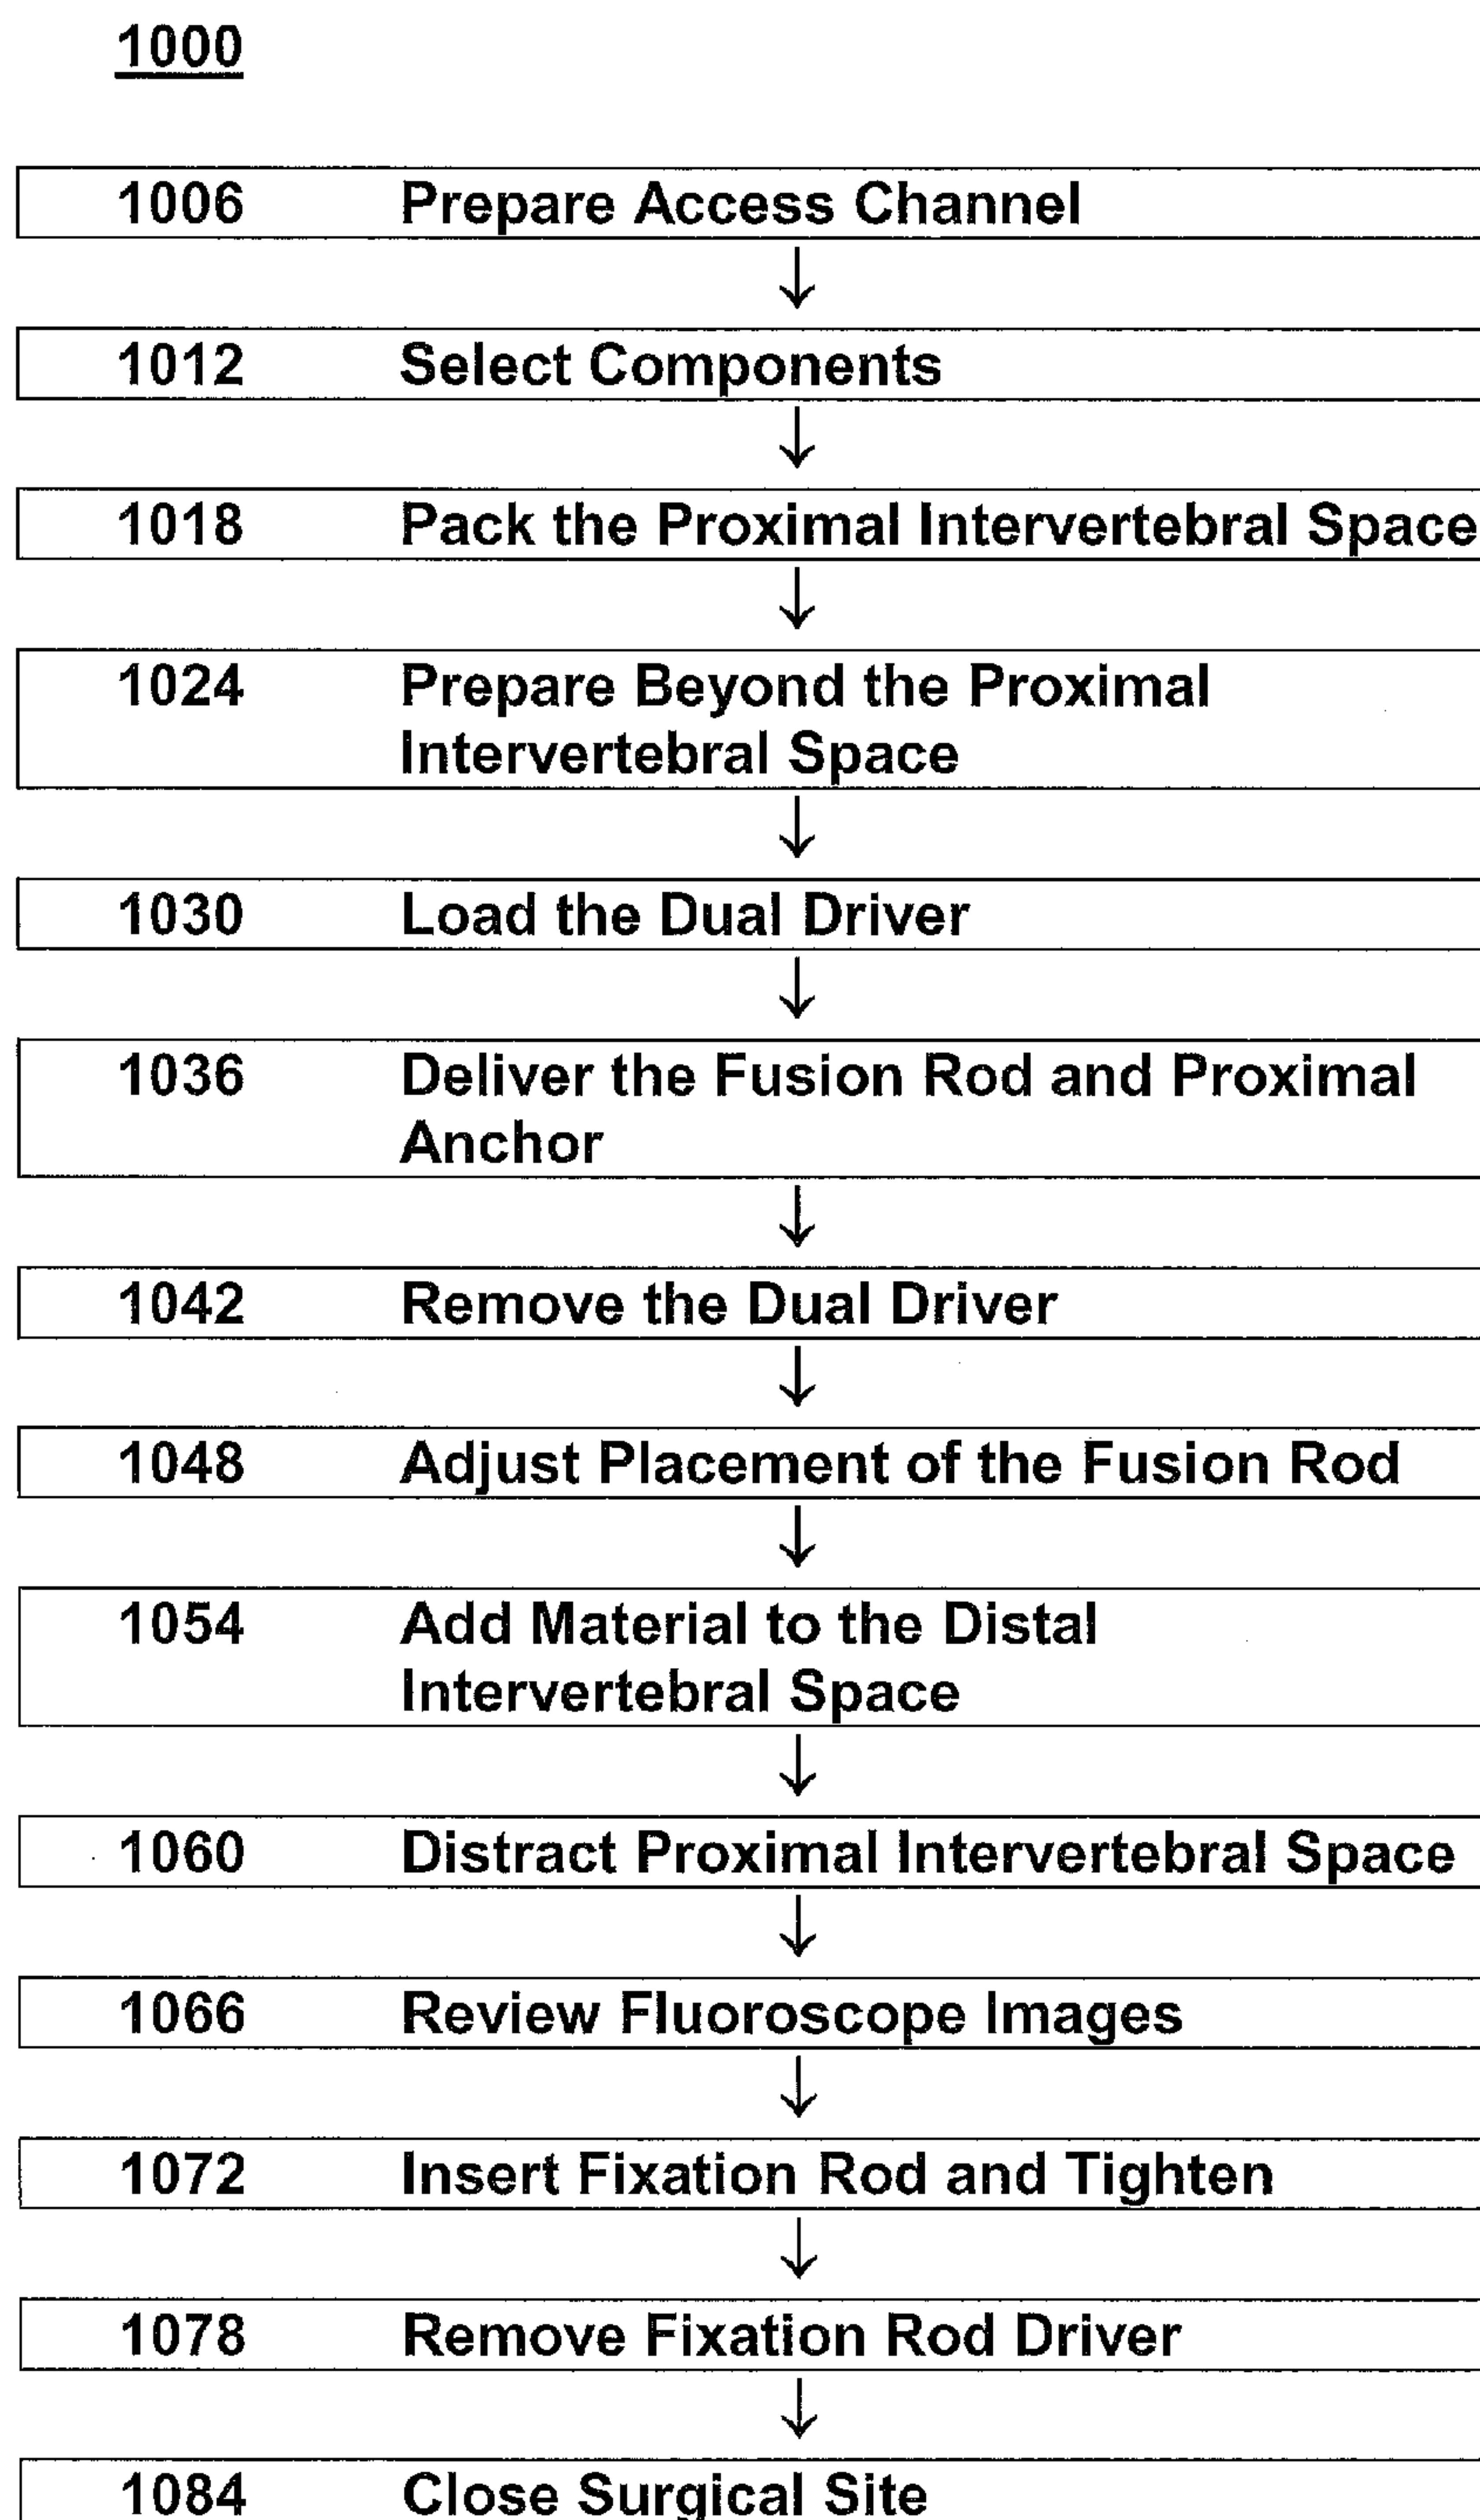 1000
1006 Prepare Access Channel
1012 Select Components
1018 Pack the Proximal Intervertebral Space
1024 Prepare Beyond the Proximal
Intervertebral Space
1030 Load the Dual Driver
1036 Deliver the Fusion Rod and Proximal
Anchor
1042 Remove the Dual Driver
1048 Adjust Placement of the Fusion Rod
1054 Add Material to the Distal
Intervertebral Space
1060 Distract Proximal Intervertebral Space
1066 Review Fluoroscope Images
1072 Insert Fixation Rod and Tighten
1078 Remove Fixation Rod Driver
1084 Close Surgical Site